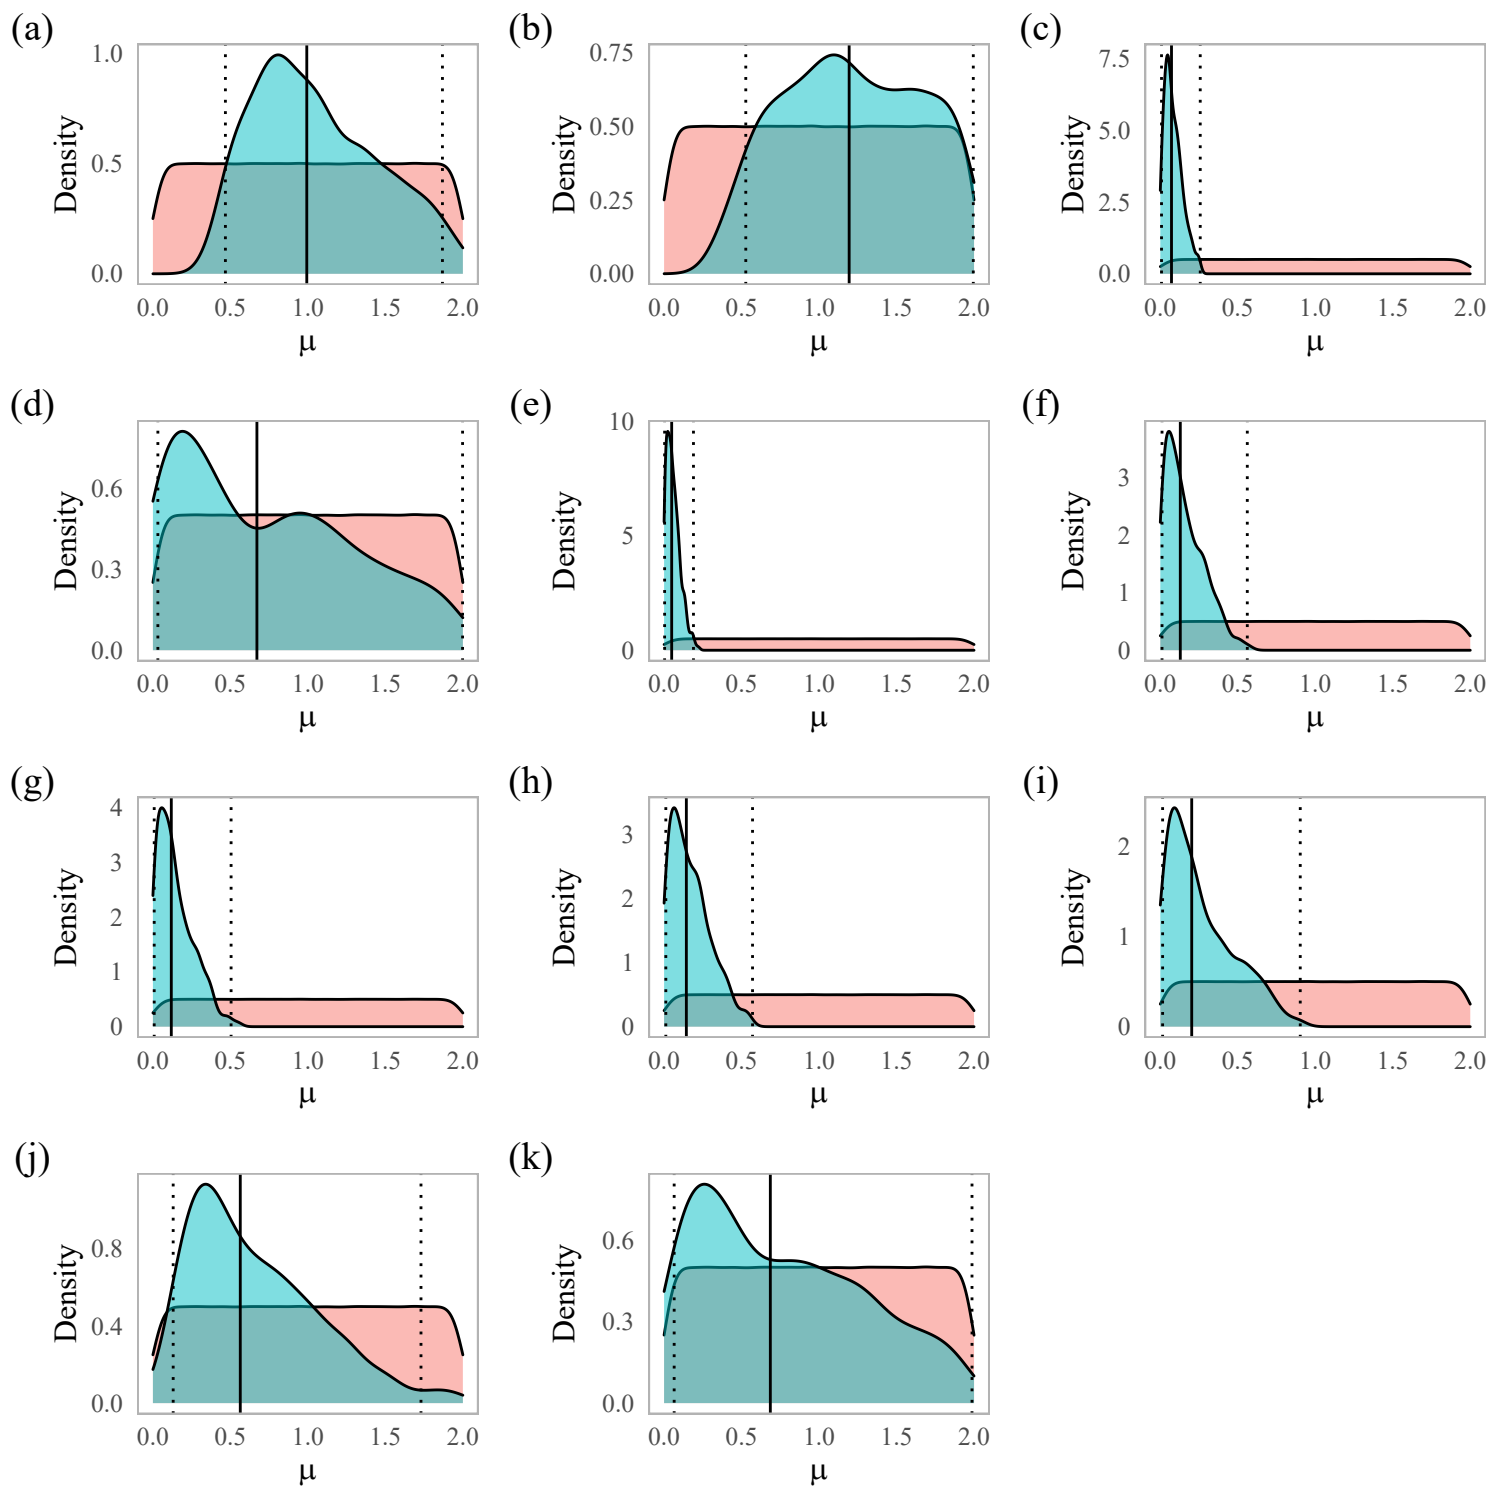 (a) (b) (c)
1.0 0.75 7.5
Density 0.5 Density 0.50 Density 5.0
0.25 2.5
0.0 0.00 0.0
0.0 0.5 1.0 1.5 2.0 0.0 0.5 1.0 1.5 2.0 0.0 0.5 1.0 1.5 2.0
μ μ μ
(d) (e) (f)
10
0.6 3
Density 0.3 Density 5 Density 2
1
0.0 0 0
0.0 0.5 1.0 1.5 2.0 0.0 0.5 1.0 1.5 2.0 0.0 0.5 1.0 1.5 2.0
μ μ μ
(g) (h) (i)
4 3 2
3
Density 2 Density 2 Density 1
1 1
0 0 0
0.0 0.5 1.0 1.5 2.0 0.0 0.5 1.0 1.5 2.0 0.0 0.5 1.0 1.5 2.0
μ μ μ
(j) (k)
0.8 0.6
Density 0.4 Density 0.3
0.0 0.0
0.0 0.5 1.0 1.5 2.0 0.0 0.5 1.0 1.5 2.0
μ μ